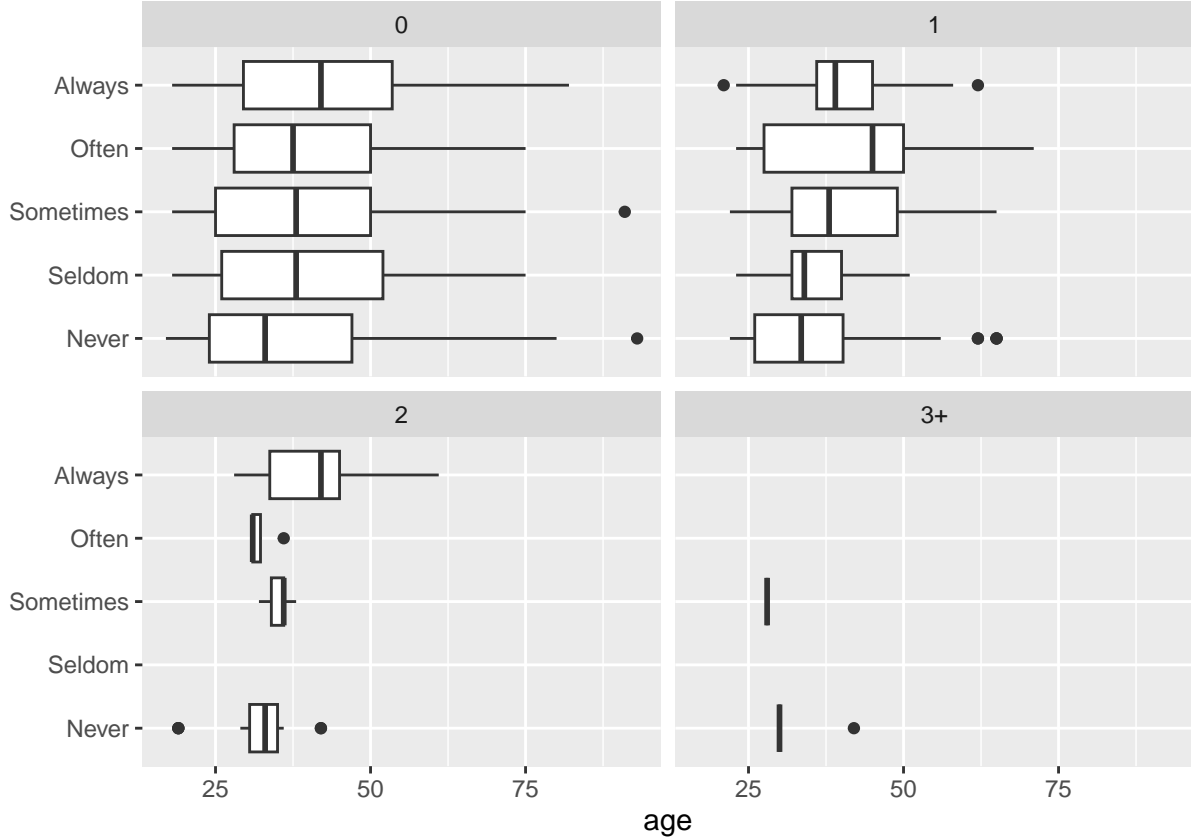 0
1
Always
Often
Sometimes
Seldom
Never
2
3+
Always
Often
Sometimes
Seldom
Never
25 50 75 25 50 75
age